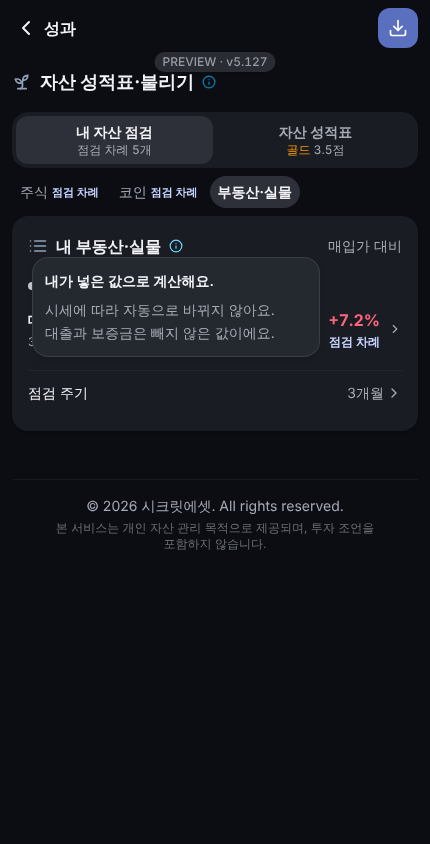 성과
PREVIEW · v5.127
자산 성적표·불리기
내 자산 점검
점검 차례 5개
자산 성적표
골드 3.5점
주식 점검 차례
코인 점검 차례
부동산·실물
내 부동산·실물
매입가 대비
내가 넣은 값으로 계산해요.
시세에 따라 자동으로 바뀌지 않아요.
대출과 보증금은 빼지 않은 값이에요.
+7.2%
점검 차례
점검 주기
3개월
© 2026 시크릿에셋. All rights reserved.
본 서비스는 개인 자산 관리 목적으로 제공되며, 투자 조언을
포함하지 않습니다.